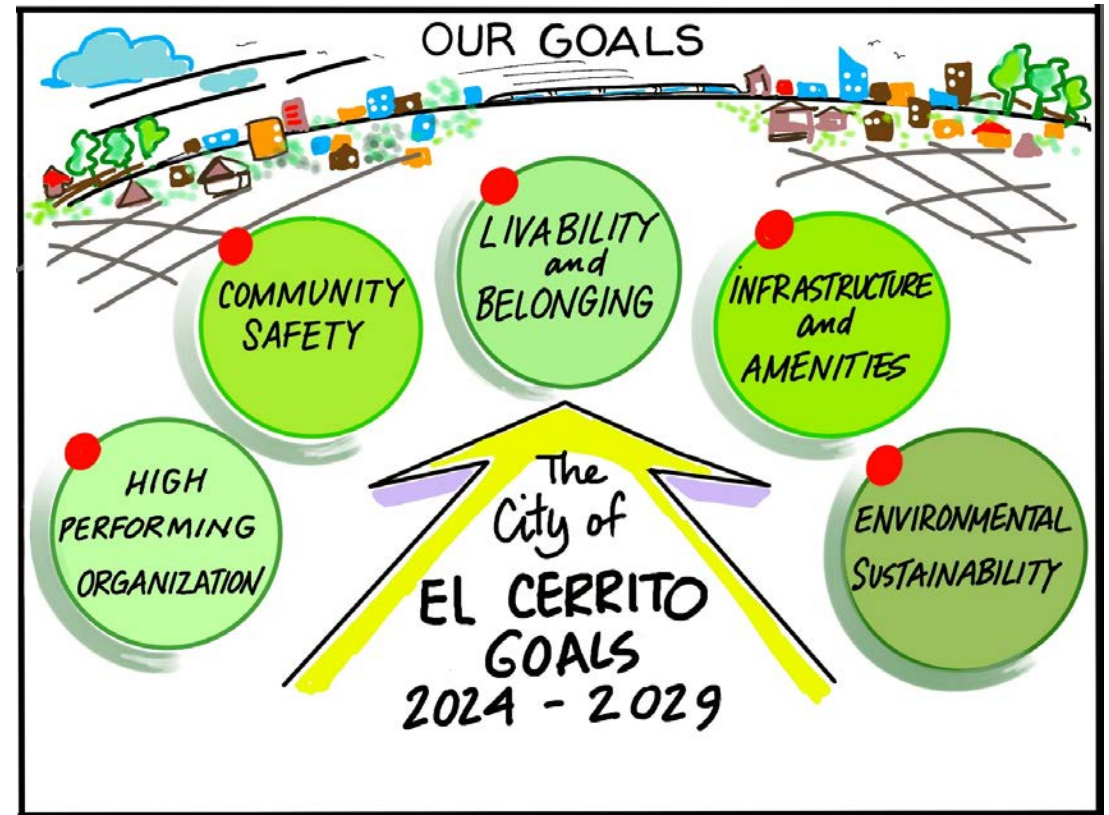 OUR GOALS
HIGH
PERFORMING
ORGANIZATION
COMMUNITY
SAFETY
LIVABILITY
and
BELONGING
INFRASTRUCTURE
and
AMENITIES
ENVIRONMENTAL
SUSTAINABILITY
The
City of
EL CERRITO
GOALS
2024 - 2029